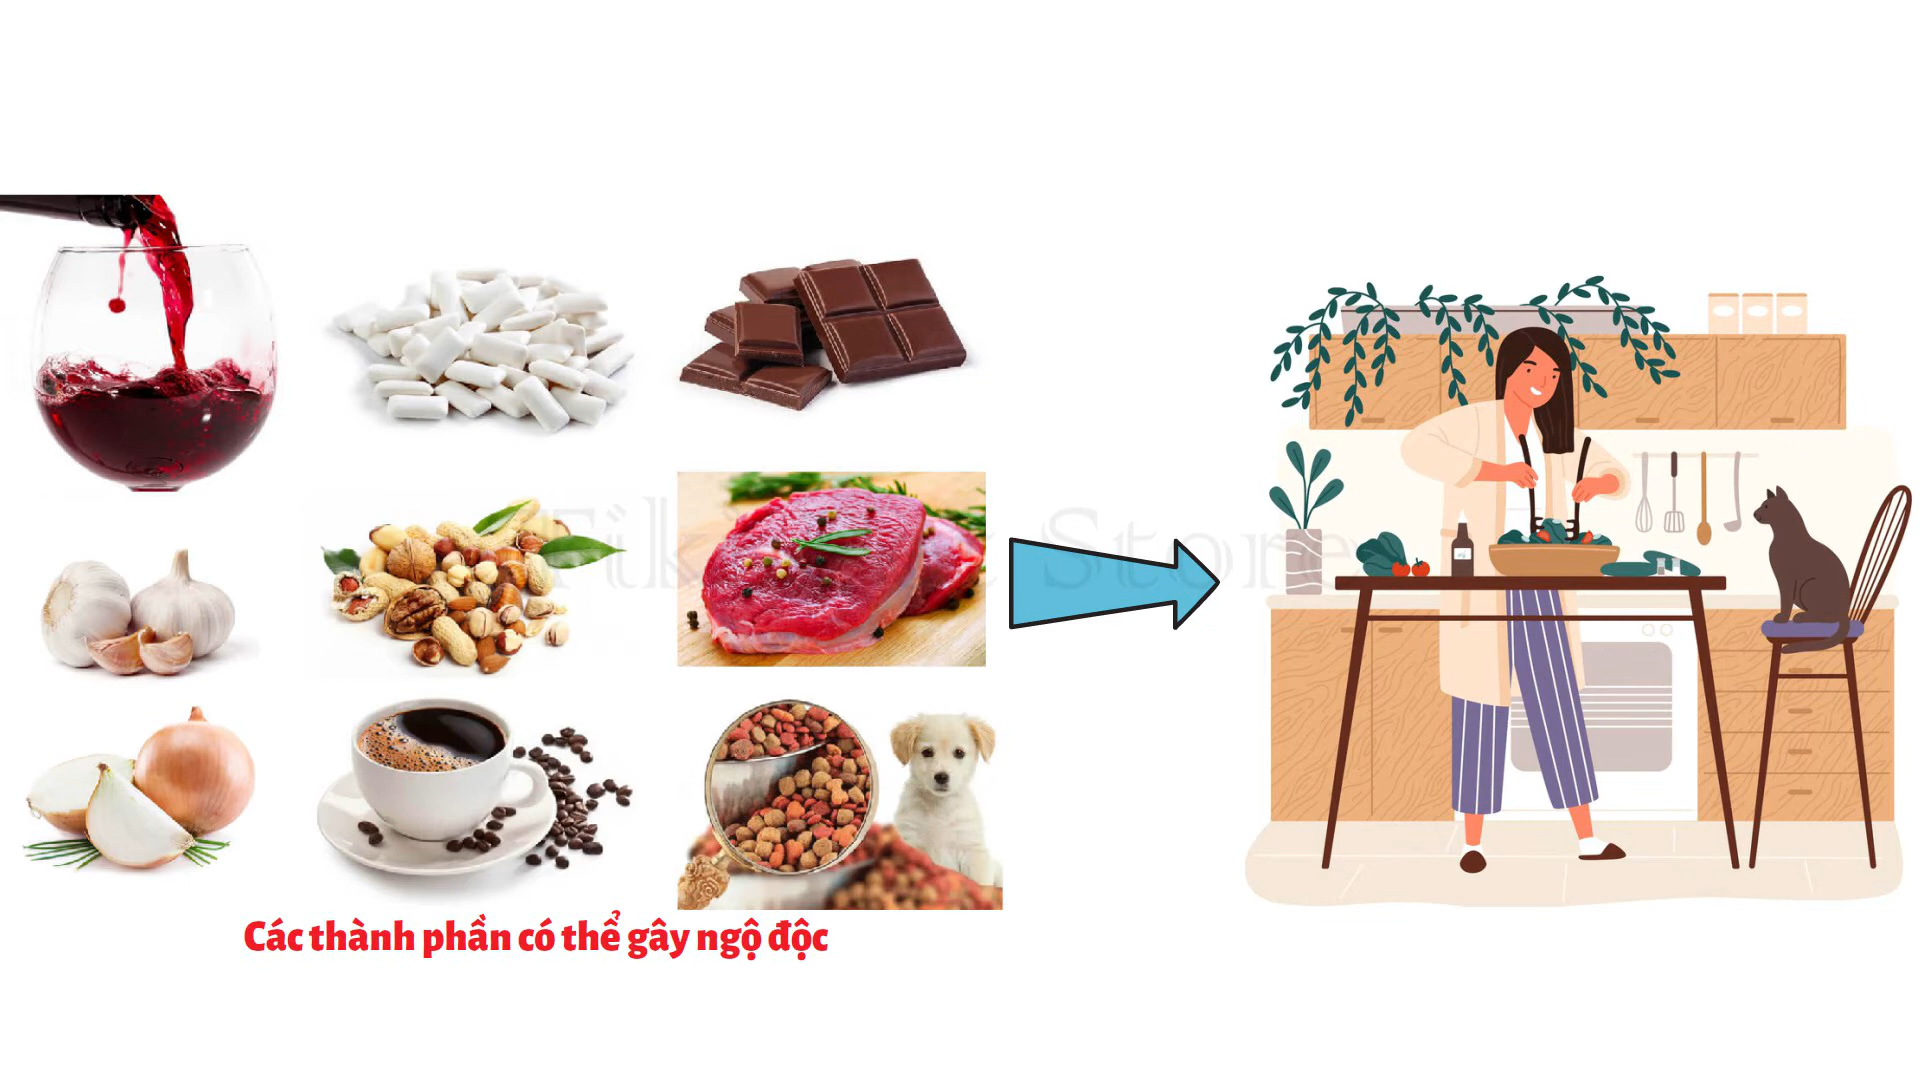 Các thành phần có thể gây ngộ độc